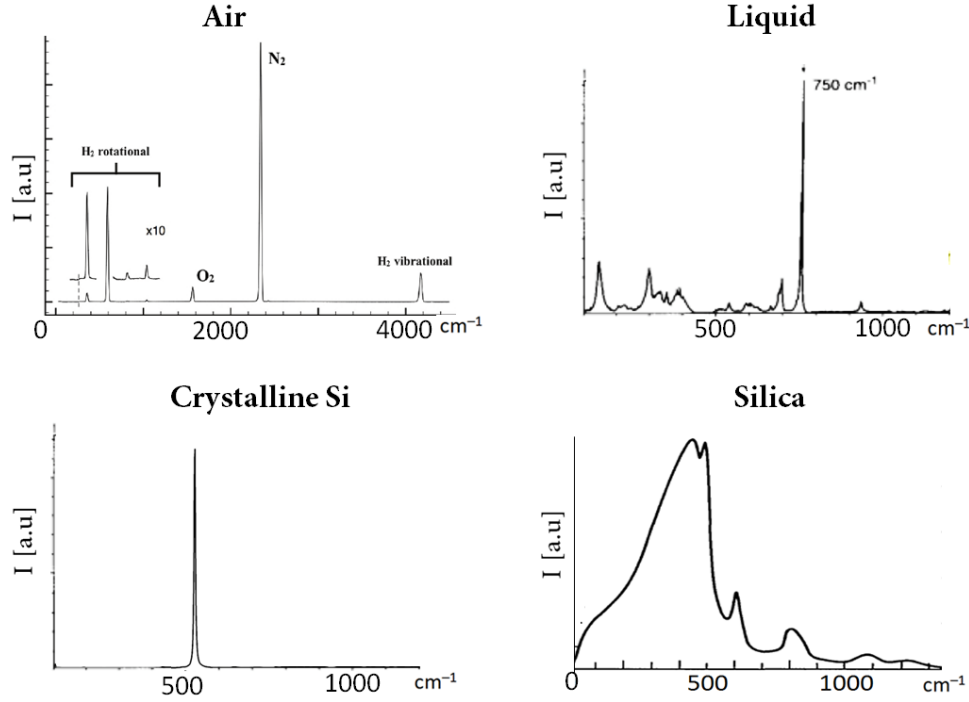 Air
I [a.u]
H₂ rotational
x10
O₂
N₂
H₂ vibrational
0 2000 4000 cm⁻¹
Liquid
I [a.u]
750 cm⁻¹
500 1000 cm⁻¹
Crystalline Si
I [a.u]
500 1000 cm⁻¹
Silica
I [a.u]
0 500 1000 cm⁻¹